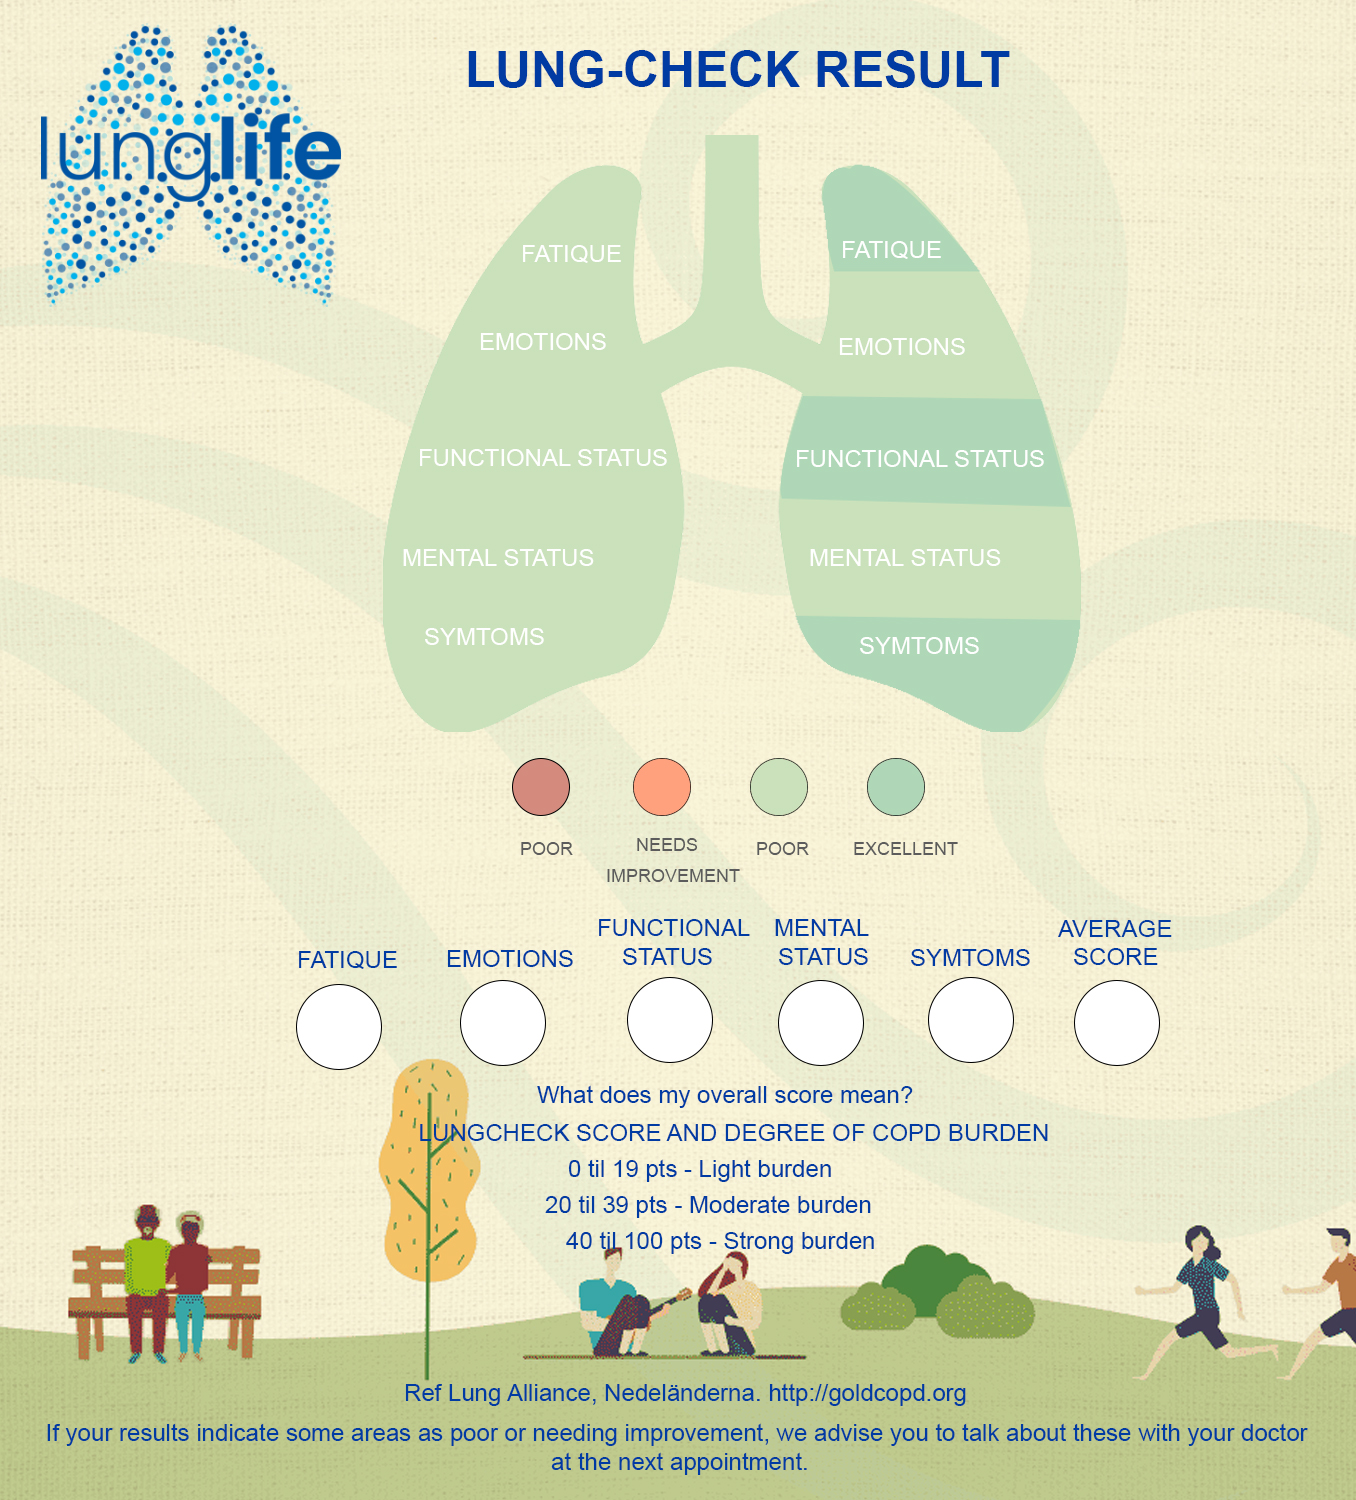 lunglife
LUNG-CHECK RESULT
FATIQUE
EMOTIONS
FUNCTIONAL STATUS
MENTAL STATUS
SYMTOMS
FATIQUE
EMOTIONS
FUNCTIONAL STATUS
MENTAL STATUS
SYMTOMS
POOR
NEEDS
IMPROVEMENT
POOR
EXCELLENT
FATIQUE
EMOTIONS
FUNCTIONAL
STATUS
MENTAL
STATUS
SYMTOMS
AVERAGE
SCORE
What does my overall score mean?
LUNGCHECK SCORE AND DEGREE OF COPD BURDEN
0 til 19 pts - Light burden
20 til 39 pts - Moderate burden
40 til 100 pts - Strong burden
Ref Lung Alliance, Nedeländerna. http://goldcopd.org
If your results indicate some areas as poor or needing improvement, we advise you to talk about these with your doctor
at the next appointment.